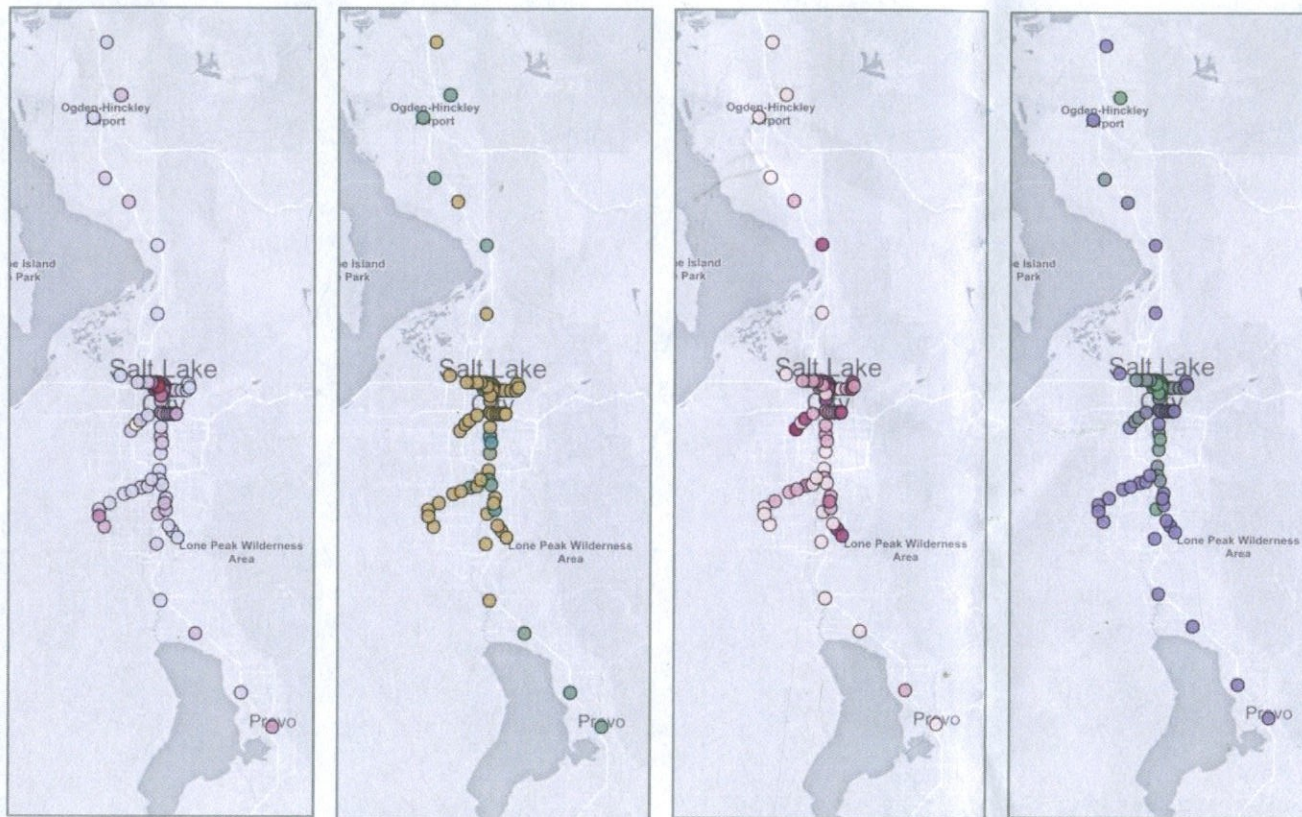 Ogden-Hinckley
Airport
e Island
Park
Salt Lake
Lone Peak Wilderness
Area
Provo
Ogden-Hinckley
Airport
Salt Lake
Lone Peak Wilderness
Area
Provo
Ogden-Hinckley
Airport
e Island
Park
Salt Lake
Lone Peak Wilderness
Area
Provo
Ogden-Hinckley
Airport
e Island
Park
Salt Lake
Lone Peak Wilderness
Area
Provo